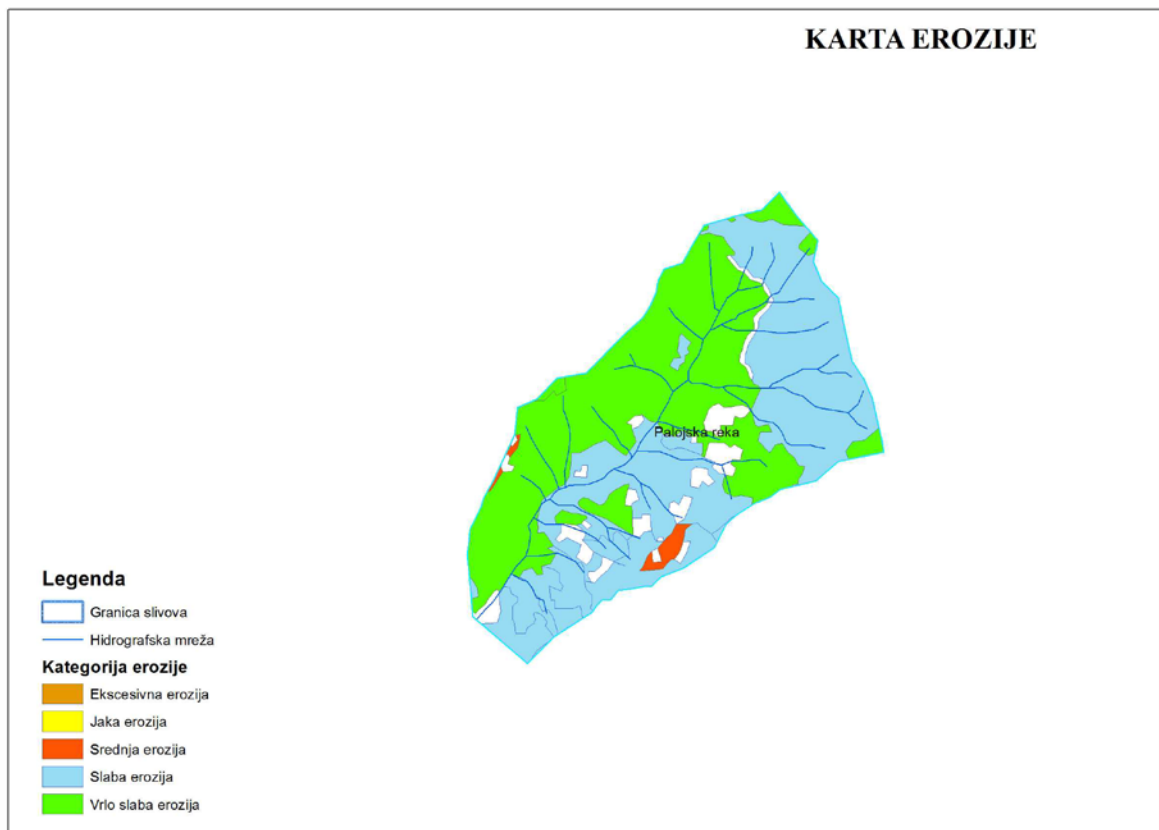 KARTA EROZIJE
Palojska reka
Legenda
Granica slivova
Hidrografska mreža
Kategorija erozije
Ekscesivna erozija
Jaka erozija
Srednja erozija
Slaba erozija
Vrlo slaba erozija